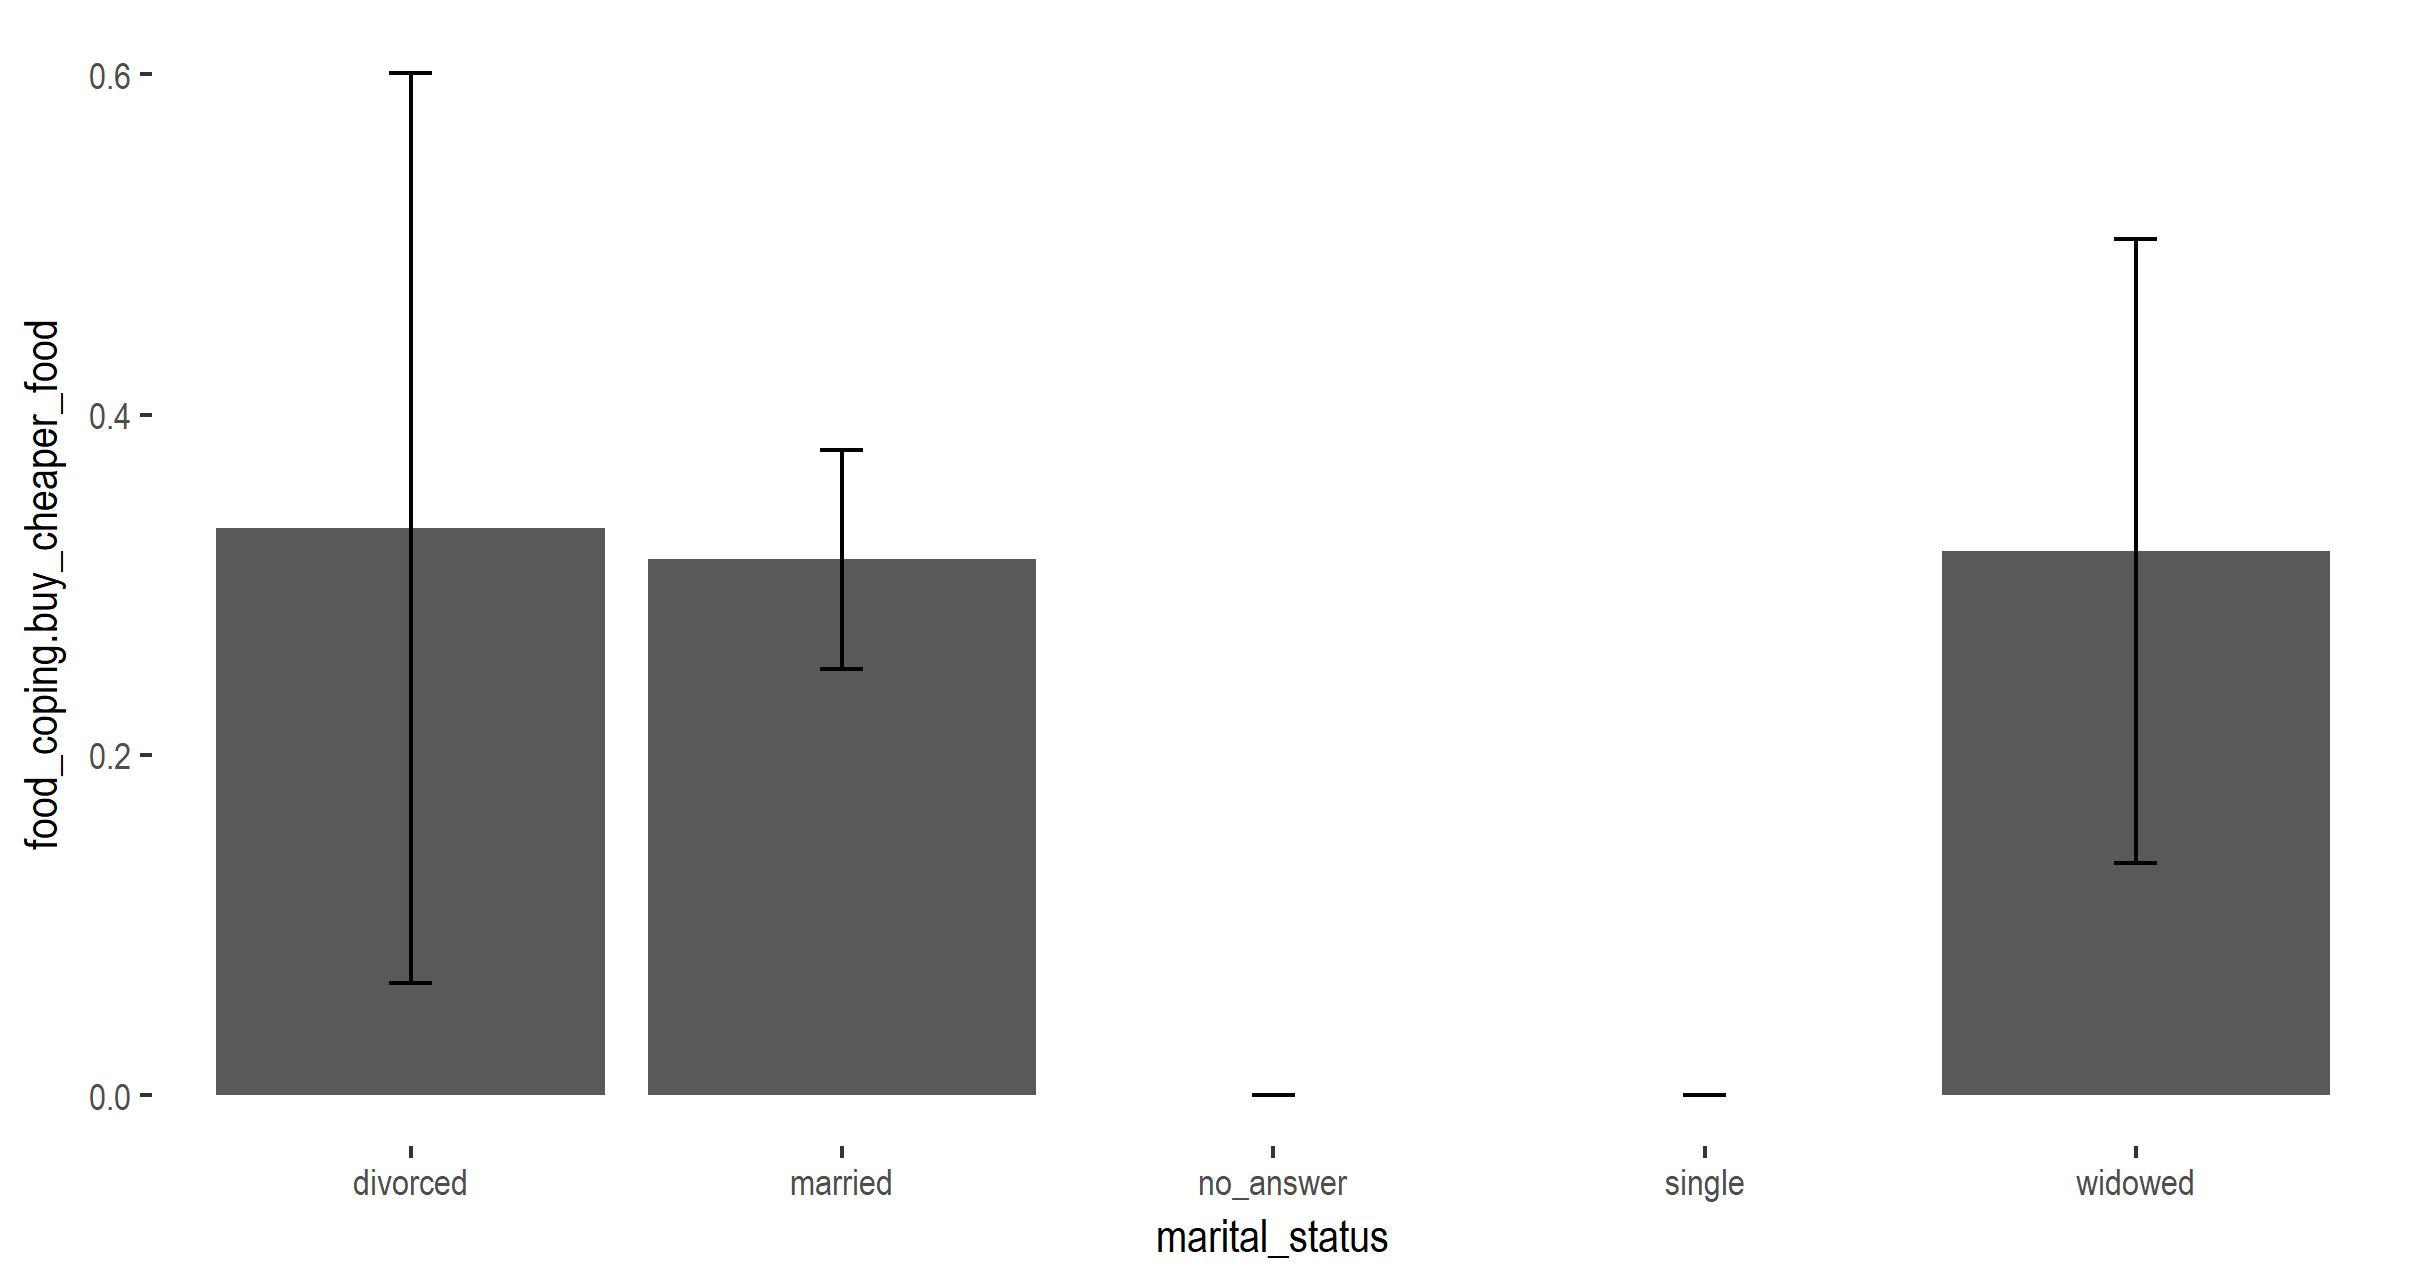 0.6
0.4
0.2
0.0
food_coping.buy_cheaper_food
divorced married no_answer single widowed
marital_status